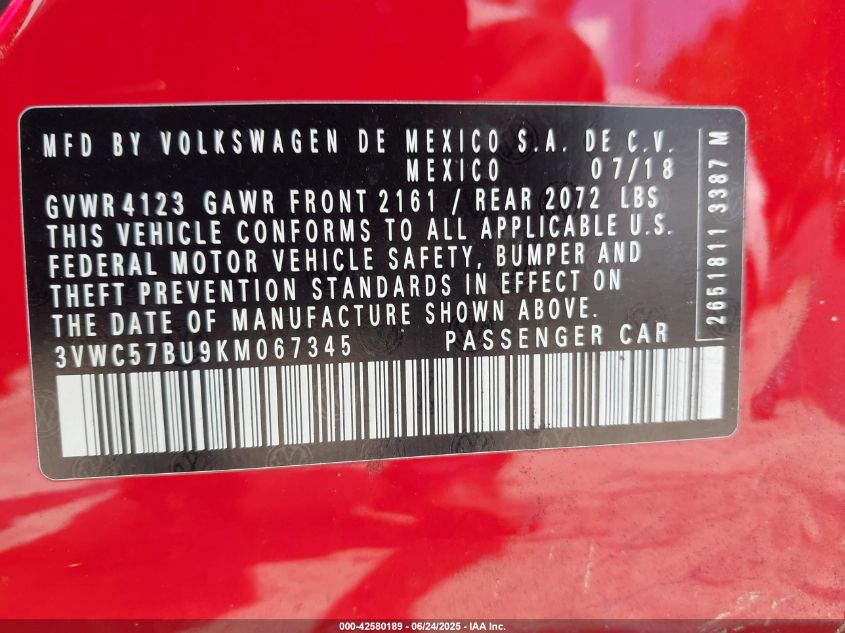 MFD BY VOLKSWAGEN DE MEXICO S.A. DE C.V.
MEXICO 07/18
GVWR 4123 GAWR FRONT 2161 / REAR 2072 LBS
THIS VEHICLE CONFORMS TO ALL APPLICABLE U.S.
FEDERAL MOTOR VEHICLE SAFETY, BUMPER AND
THEFT PREVENTION STANDARDS IN EFFECT ON
THE DATE OF MANUFACTURE SHOWN ABOVE.
3VWC57BU9KM067345 PASSENGER CAR
2651811 3387 M
000-42580189 - 06/24/2025 - IAA Inc.